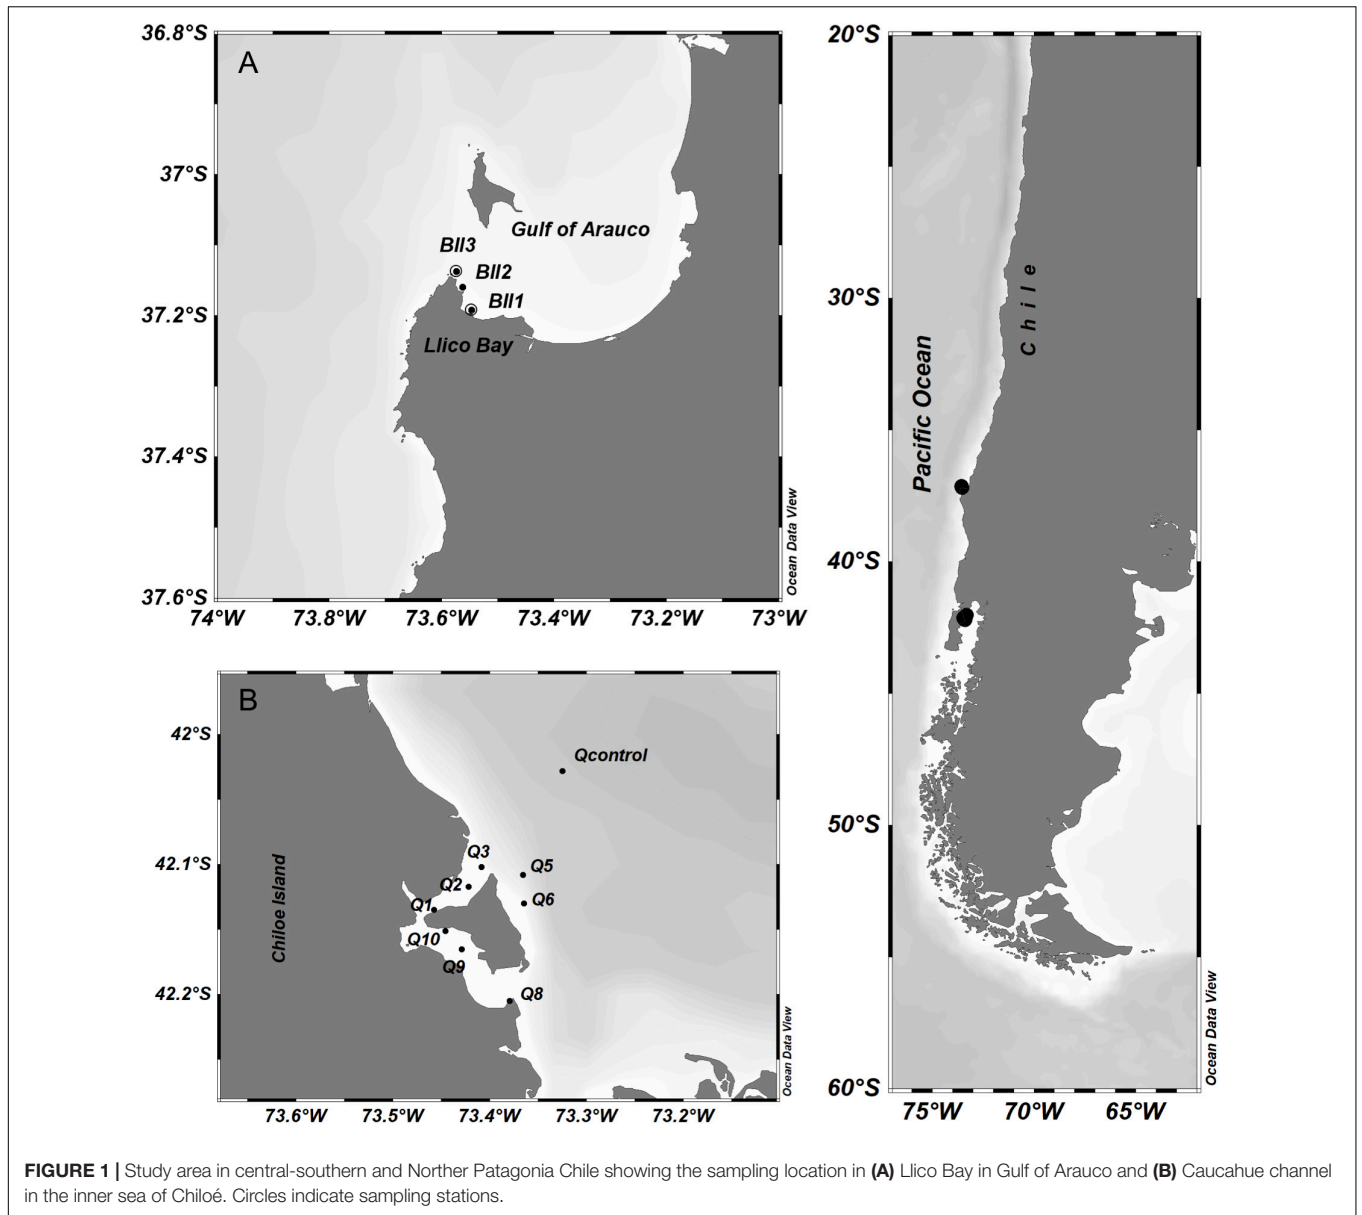 A
36.8°S
37°S
37.2°S
37.4°S
37.6°S
74°W
73.8°W
73.6°W
73.4°W
73.2°W
73°W
Gulf of Arauco
Bll3
Bll2
Bll1
Llico Bay
Ocean Data View
B
42°S
42.1°S
42.2°S
73.6°W
73.5°W
73.4°W
73.3°W
73.2°W
Qcontrol
Q3
Q5
Q2
Q6
Q1
Q10
Q9
Q8
Chiloe Island
Ocean Data View
20°S
30°S
40°S
50°S
60°S
75°W
70°W
65°W
Chile
Pacific Ocean
Ocean Data View
FIGURE 1 | Study area in central-southern and Norther Patagonia Chile showing the sampling location in (A) Llico Bay in Gulf of Arauco and (B) Caucahue channel
in the inner sea of Chiloé. Circles indicate sampling stations.